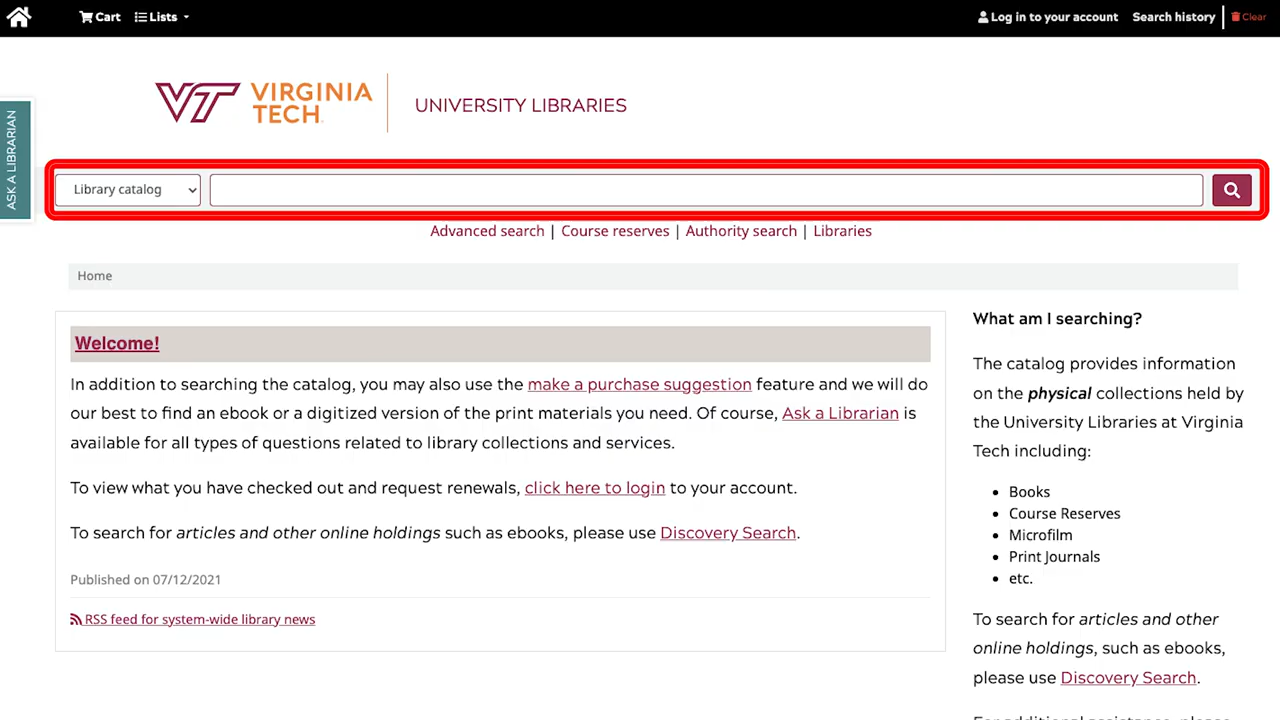 Cart Lists Log in to your account Search history Clear
ASK A LIBRARIAN
VT VIRGINIA TECH. UNIVERSITY LIBRARIES
Library catalog
Advanced search | Course reserves | Authority search | Libraries
Home
Welcome!
In addition to searching the catalog, you may also use the make a purchase suggestion feature and we will do
our best to find an ebook or a digitized version of the print materials you need. Of course, Ask a Librarian is
available for all types of questions related to library collections and services.
To view what you have checked out and request renewals, click here to login to your account.
To search for articles and other online holdings such as ebooks, please use Discovery Search.
Published on 07/12/2021
RSS feed for system-wide library news
What am I searching?
The catalog provides information
on the physical collections held by
the University Libraries at Virginia
Tech including:
• Books
• Course Reserves
• Microfilm
• Print Journals
• etc.
To search for articles and other
online holdings, such as ebooks,
please use Discovery Search.
For additional assistance, please